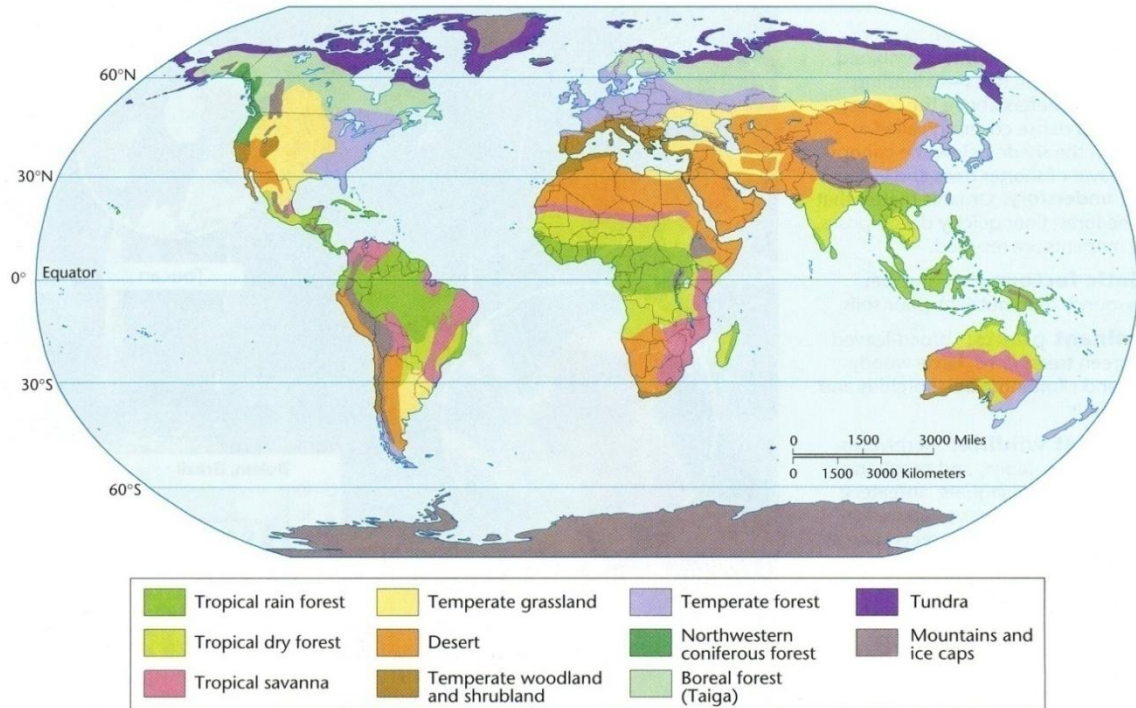 60°N
30°N
Equator
0°
30°S
60°S
0 1500 3000 Miles
0 1500 3000 Kilometers
Tropical rain forest
Tropical dry forest
Tropical savanna
Temperate grassland
Desert
Temperate woodland
and shrubland
Temperate forest
Northwestern
coniferous forest
Boreal forest
(Taiga)
Tundra
Mountains and
ice caps